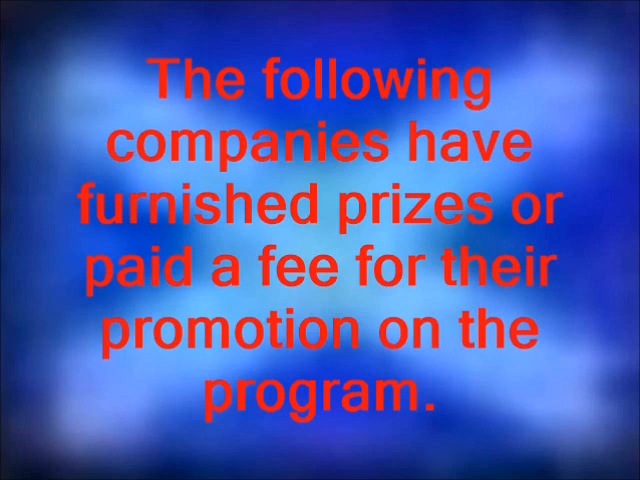 The following
companies have
furnished prizes or
paid a fee for their
promotion on the
program.